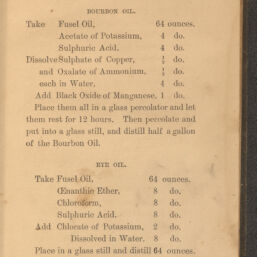 BOURBON OIL.
Take Fusel Oil, 64 ounces.
Acetate of Potassium, 4 do.
Sulphuric Acid. 4 do.
Dissolve Sulphate of Copper, ½ do.
and Oxalate of Ammonium, ½ do.
each in Water, 4 do.
Add Black Oxide of Manganese, 1 do.
Place them all in a glass percolator and let
them rest for 12 hours. Then percolate and
put into a glass still, and distill half a gallon
of the Bourbon Oil.
RYE OIL.
Take Fusel Oil, 64 ounces.
Œnanthic Ether, 8 do.
Chloroform, 8 do.
Sulphuric Acid. 8 do.
Add Chlorate of Potassium, 2 do.
Dissolved in Water. 8 do.
Place in a glass still and distill 64 ounces.